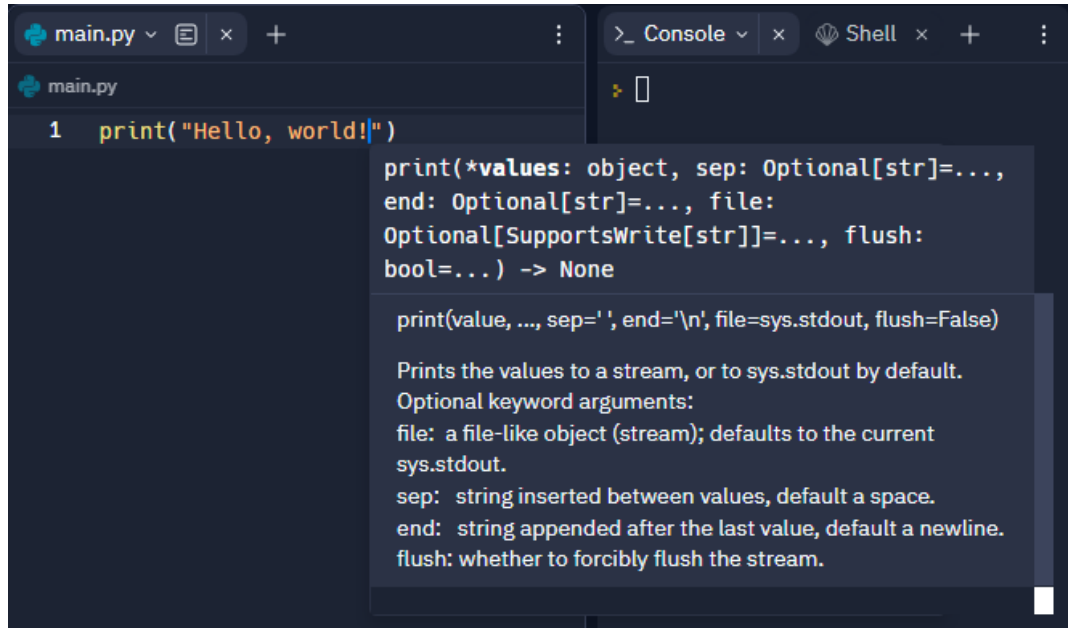 main.py
>_ Console
Shell
main.py
1 print("Hello, world!")
print(*values: object, sep: Optional[str]=...,
end: Optional[str]=..., file:
Optional[SupportsWrite[str]]=..., flush:
bool=...) -> None
print(value, ..., sep=' ', end='\n', file=sys.stdout, flush=False)
Prints the values to a stream, or to sys.stdout by default.
Optional keyword arguments:
file: a file-like object (stream); defaults to the current
sys.stdout.
sep: string inserted between values, default a space.
end: string appended after the last value, default a newline.
flush: whether to forcibly flush the stream.